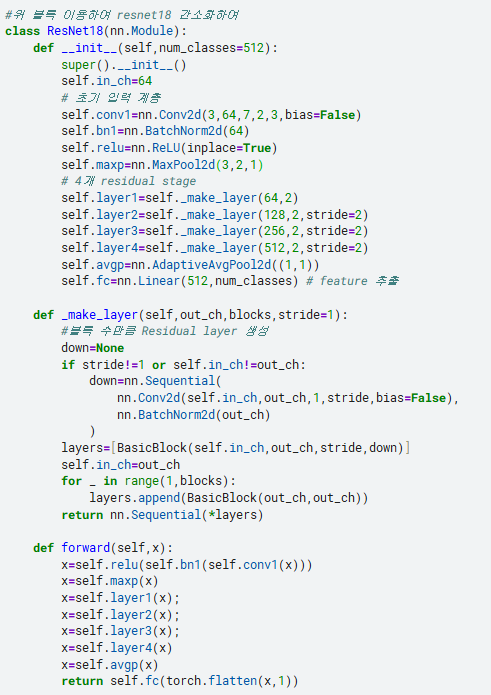 #위 블록 이용하여 resnet18 간소화하여
class ResNet18(nn.Module):
    def __init__(self,num_classes=512):
        super().__init__()
        self.in_ch=64
        # 초기 입력 계층
        self.conv1=nn.Conv2d(3,64,7,2,3,bias=False)
        self.bn1=nn.BatchNorm2d(64)
        self.relu=nn.ReLU(inplace=True)
        self.maxp=nn.MaxPool2d(3,2,1)
        # 4개 residual stage
        self.layer1=self._make_layer(64,2)
        self.layer2=self._make_layer(128,2,stride=2)
        self.layer3=self._make_layer(256,2,stride=2)
        self.layer4=self._make_layer(512,2,stride=2)
        self.avgp=nn.AdaptiveAvgPool2d((1,1))
        self.fc=nn.Linear(512,num_classes) # feature 추출

    def _make_layer(self,out_ch,blocks,stride=1):
        #블록 수만큼 Residual layer 생성
        down=None
        if stride!=1 or self.in_ch!=out_ch:
            down=nn.Sequential(
                nn.Conv2d(self.in_ch,out_ch,1,stride,bias=False),
                nn.BatchNorm2d(out_ch)
            )
        layers=[BasicBlock(self.in_ch,out_ch,stride,down)]
        self.in_ch=out_ch
        for _ in range(1,blocks):
            layers.append(BasicBlock(out_ch,out_ch))
        return nn.Sequential(*layers)

    def forward(self,x):
        x=self.relu(self.bn1(self.conv1(x)))
        x=self.maxp(x)
        x=self.layer1(x);
        x=self.layer2(x);
        x=self.layer3(x);
        x=self.layer4(x)
        x=self.avgp(x)
        return self.fc(torch.flatten(x,1))